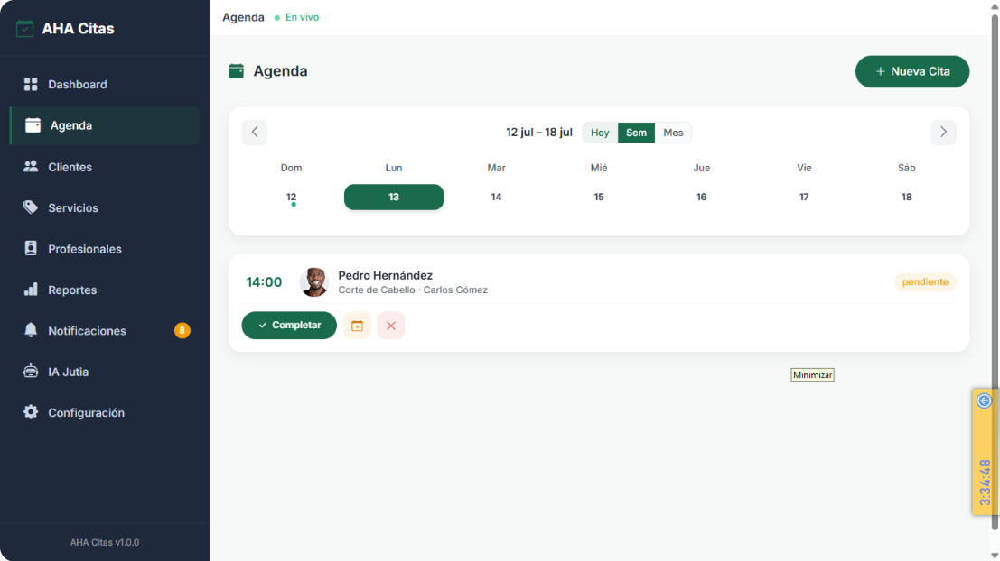 AHA Citas
Agenda
En vivo
Dashboard
Agenda
Clientes
Servicios
Profesionales
Reportes
Notificaciones 8
IA Jutia
Configuración
AHA Citas v1.0.0
Agenda
+ Nueva Cita
12 jul – 18 jul
Hoy Sem Mes
Dom Lun Mar Mié Jue Vie Sáb
12 13 14 15 16 17 18
14:00
Pedro Hernández
Corte de Cabello · Carlos Gómez
pendiente
Completar
Minimizar
3:34:48